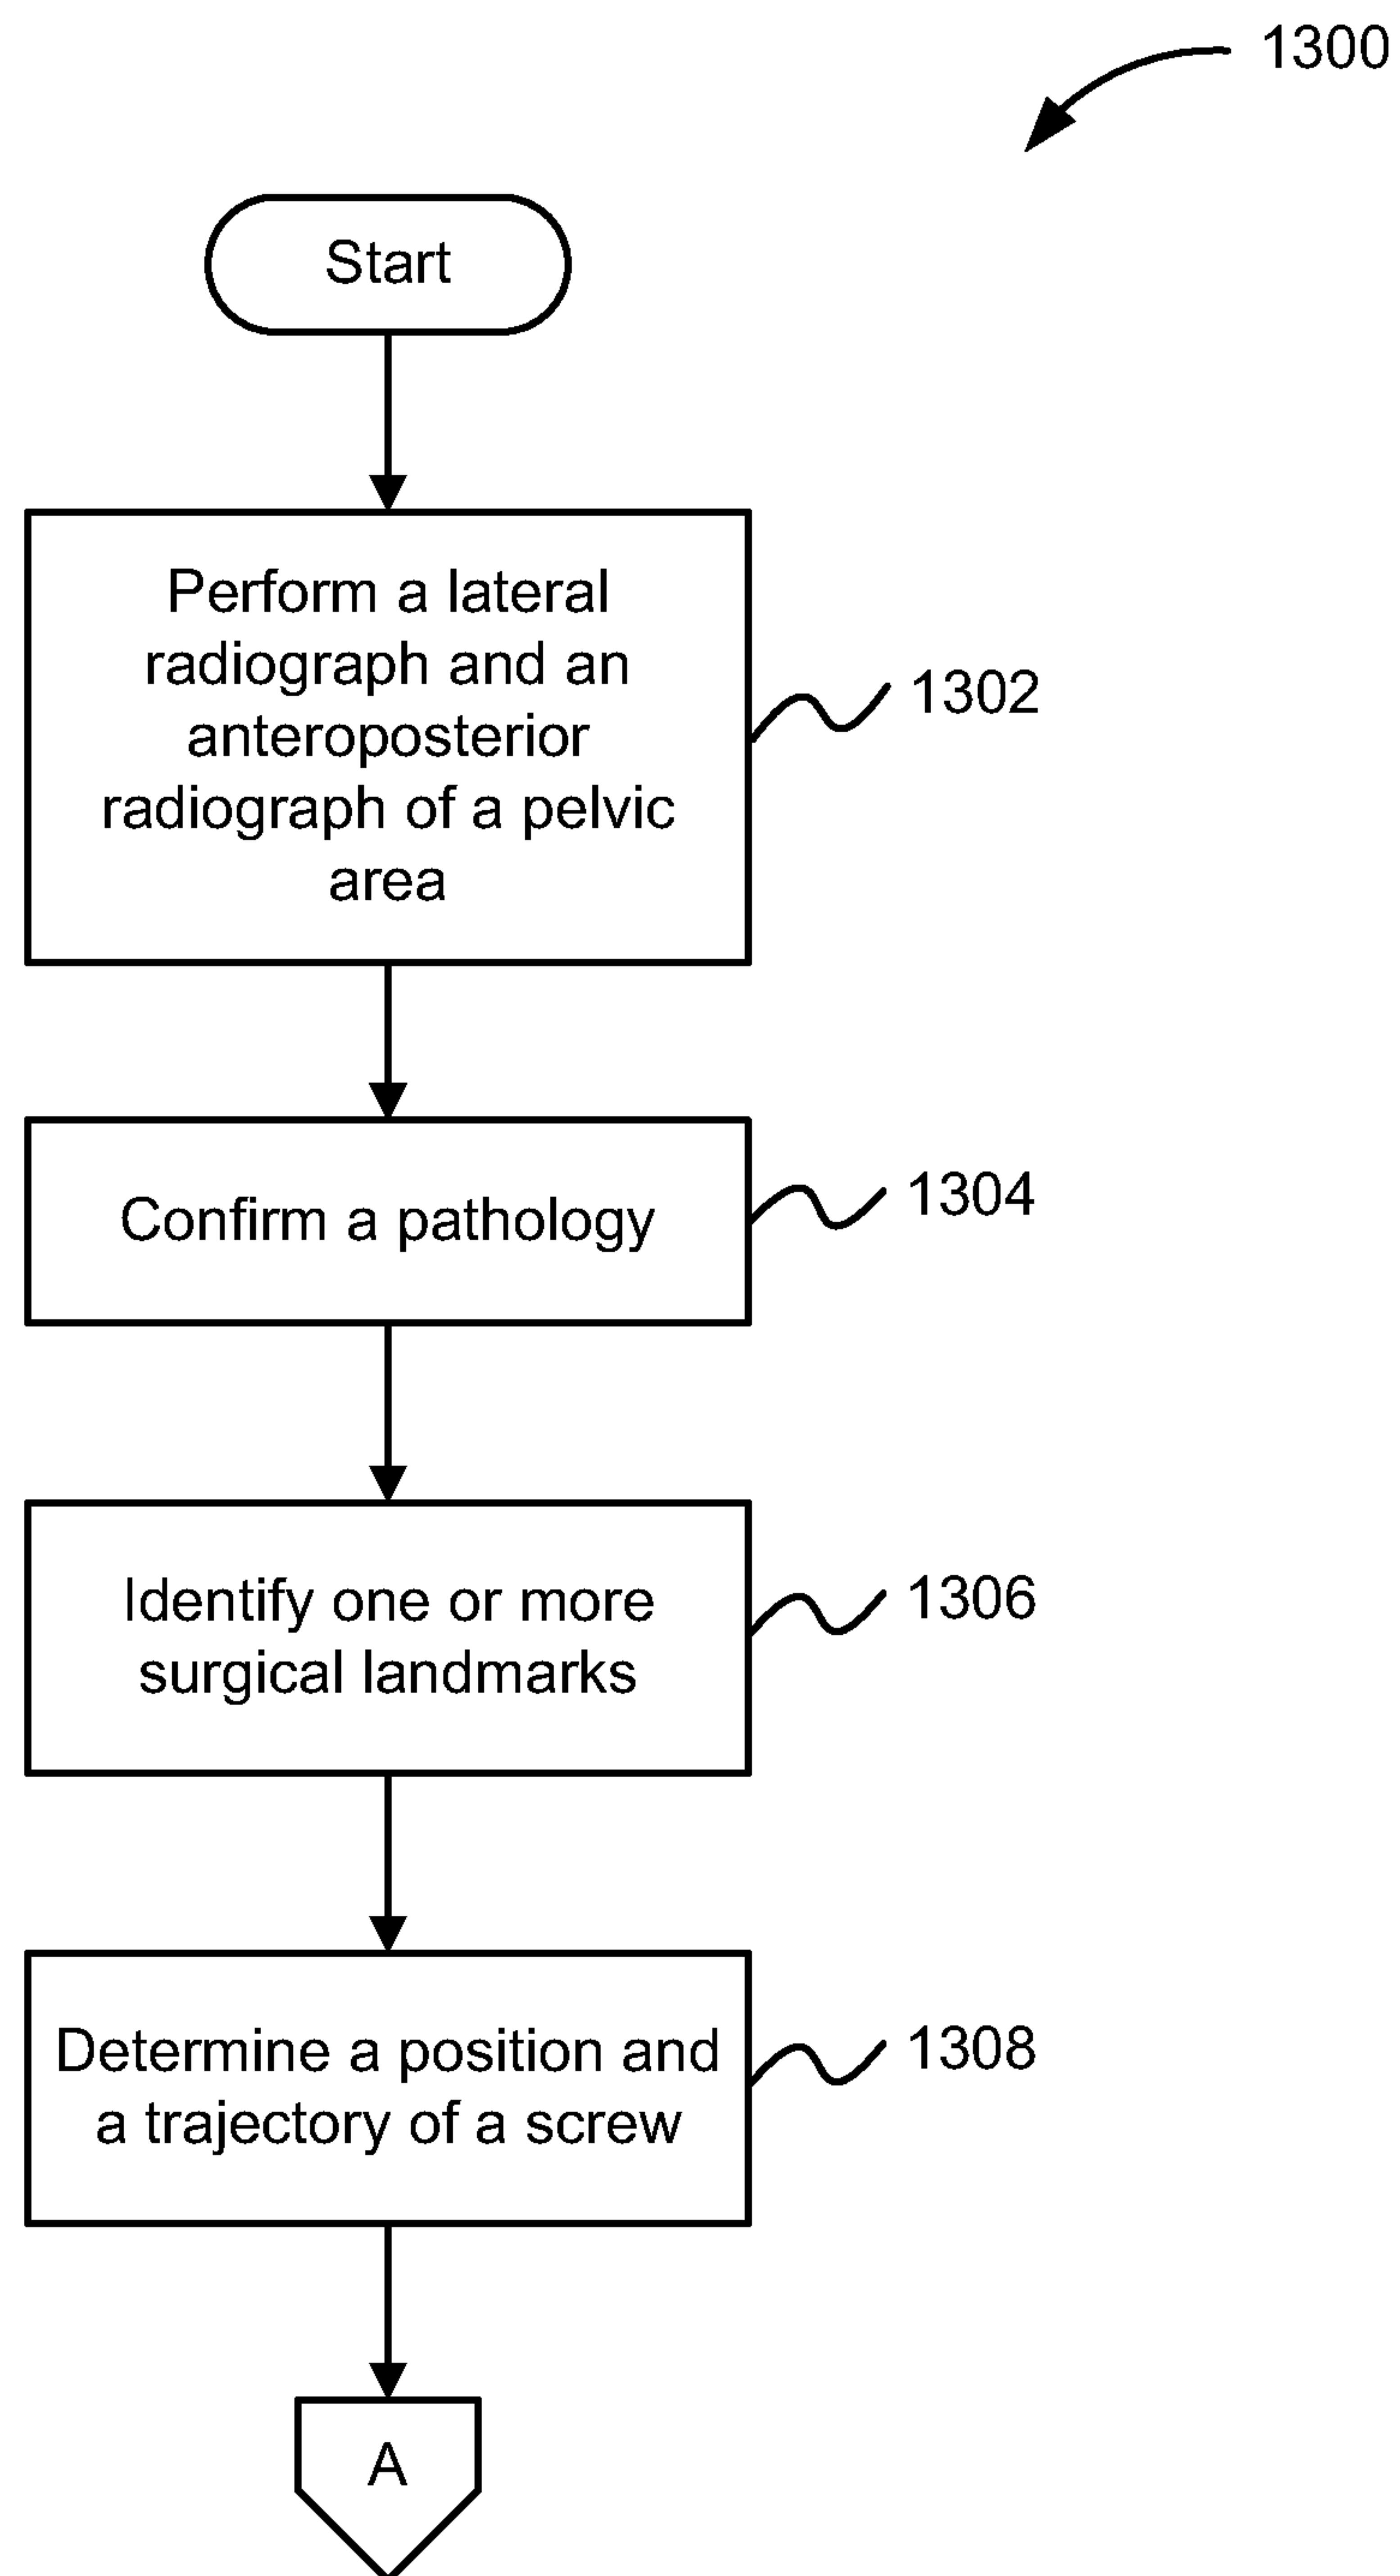 1300
Start
Perform a lateral
radiograph and an
anteroposterior
radiograph of a pelvic
area
1302
Confirm a pathology
1304
Identify one or more
surgical landmarks
1306
Determine a position and
a trajectory of a screw
1308
A